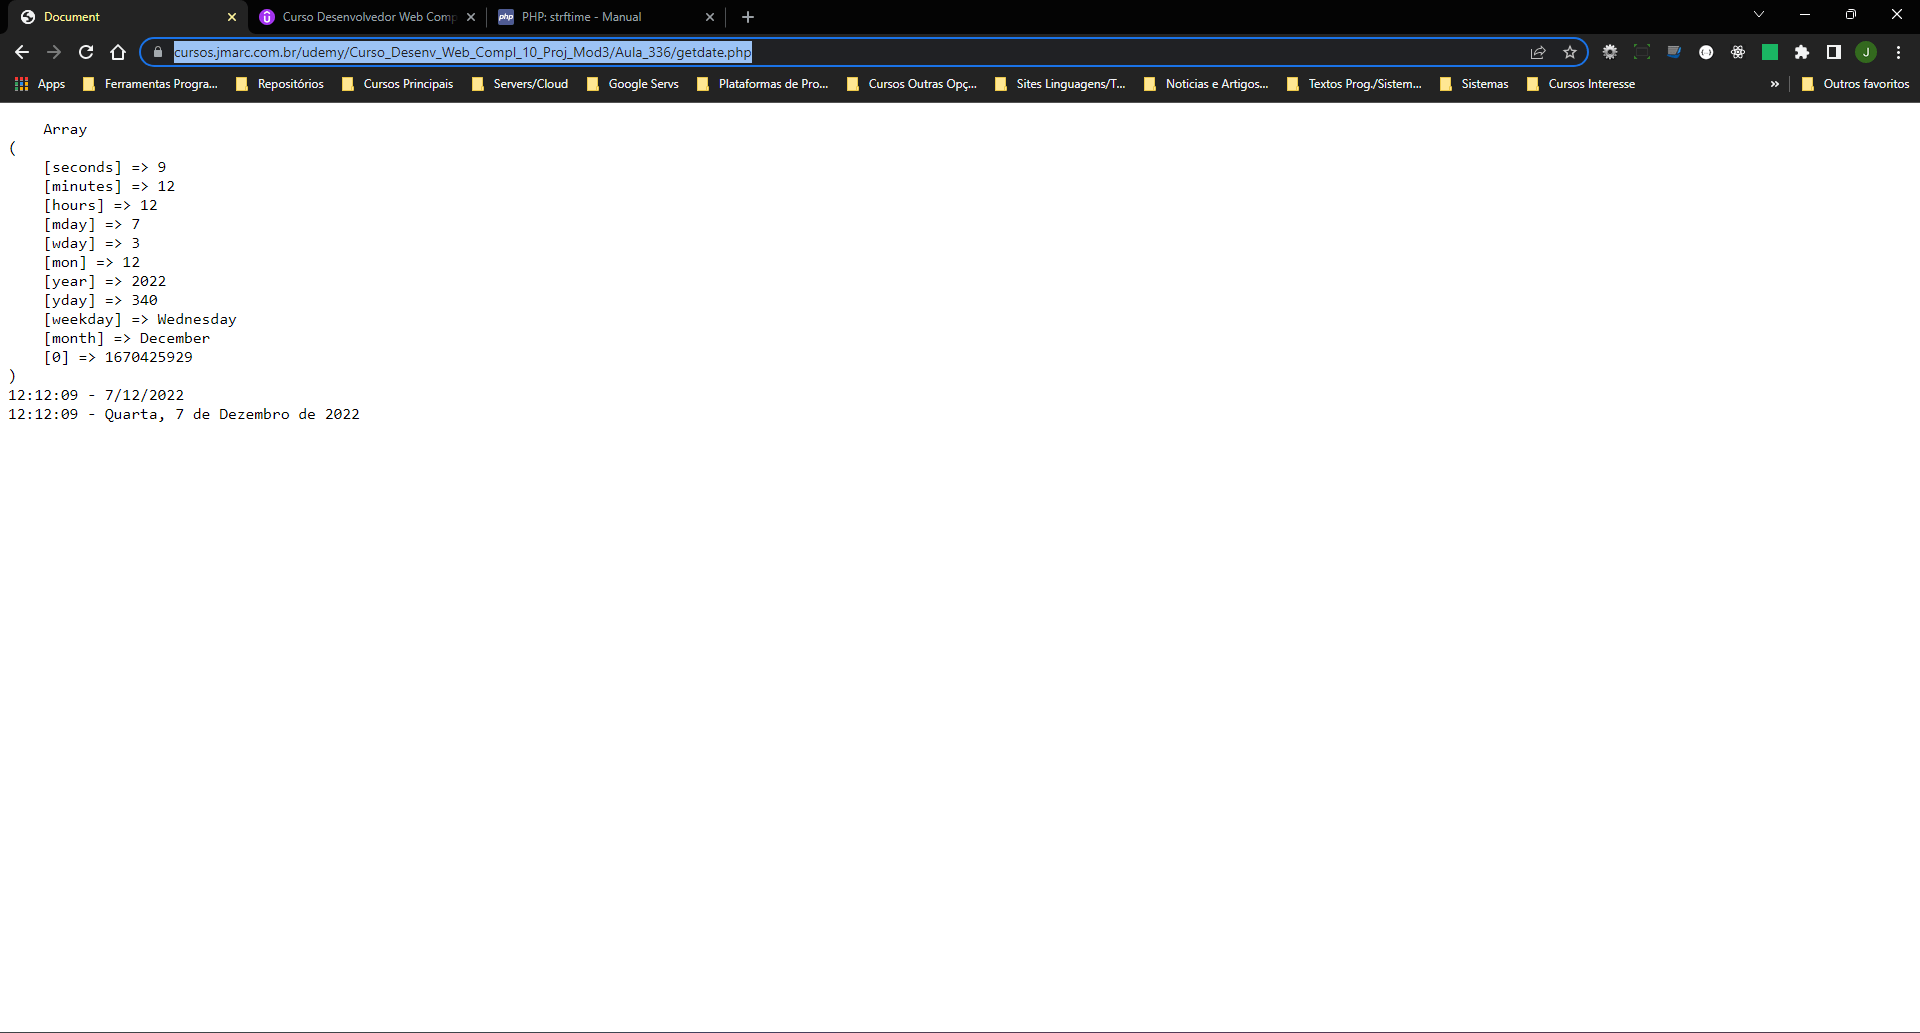 Document
Curso Desenvolvedor Web Comp
php PHP: strftime - Manual
cursos.jmarc.com.br/udemy/Curso_Desenv_Web_Compl_10_Proj_Mod3/Aula_336/getdate.php
J
Apps Ferramentas Progra... Repositórios Cursos Principais Servers/Cloud Google Servs Plataformas de Pro... Cursos Outras Opç... Sites Linguagens/T... Noticias e Artigos... Textos Prog./Sistem... Sistemas Cursos Interesse » Outros favoritos
Array
(
[seconds] => 9
[minutes] => 12
[hours] => 12
[mday] => 7
[wday] => 3
[mon] => 12
[year] => 2022
[yday] => 340
[weekday] => Wednesday
[month] => December
[0] => 1670425929
)
12:12:09 - 7/12/2022
12:12:09 - Quarta, 7 de Dezembro de 2022